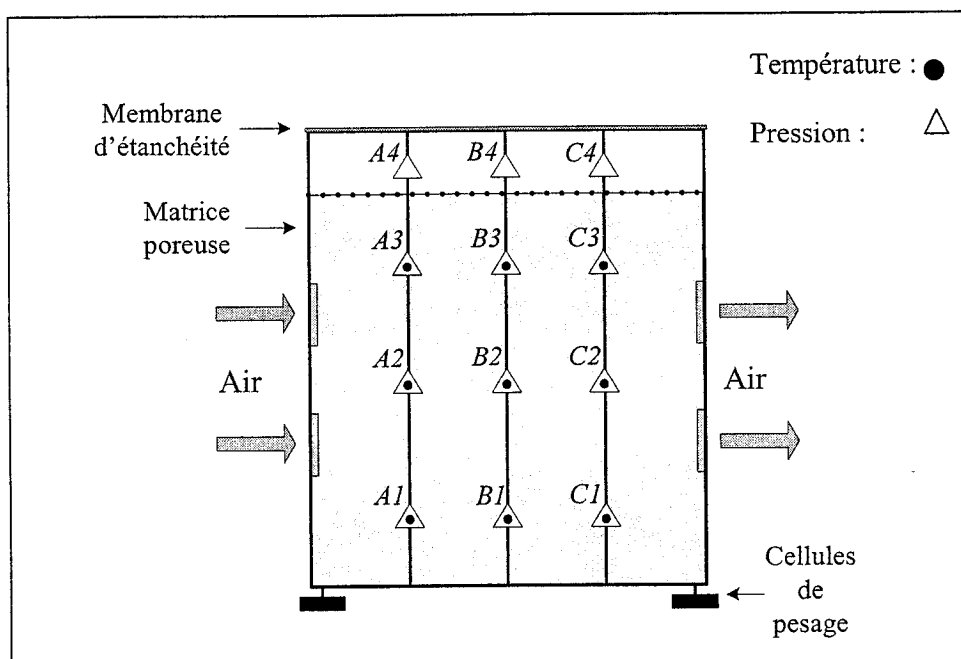 Température :
Pression :
Membrane
d'étanchéité
A4 B4 C4
Matrice
poreuse
A3 B3 C3
A2 B2 C2
Air Air
A1 B1 C1
Cellules
de
pesage